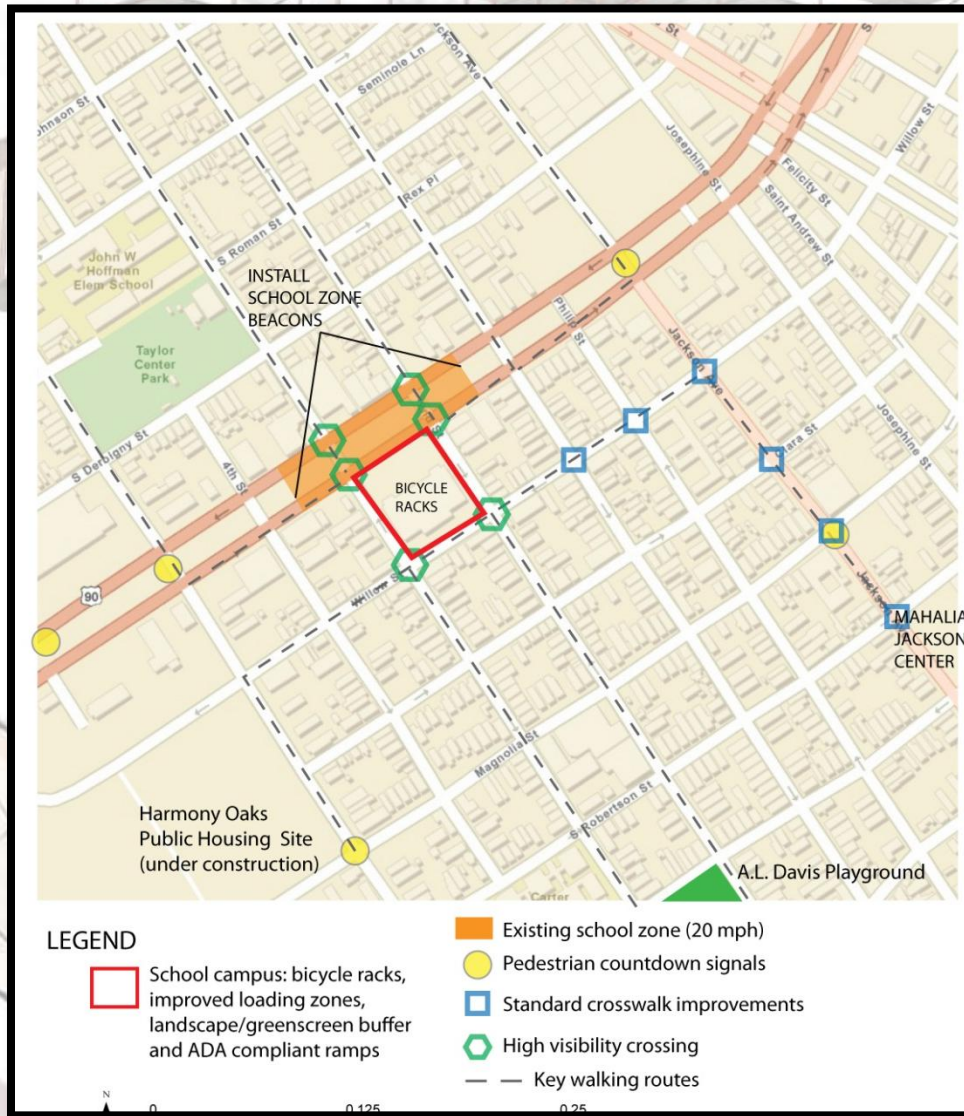 Seminole Ln
Jackson Ave
St
Johnson St
Rex Pl
Josephine St
Willow St
Felicity St
Saint Andrew St
S Roman St
John W
Hoffman
Elem School
INSTALL
SCHOOL ZONE
BEACONS
Taylor
Center
Park
Philip St
Jackson Ave
S Derbigny St
4th St
Josephine St
BICYCLE
RACKS
90
Willow S
Jackson
MAHALIA
JACKSON
CENTER
Magnolia St
S Robertson St
Harmony Oaks
Public Housing Site
(under construction)
A.L. Davis Playground
Carter
LEGEND
School campus: bicycle racks,
improved loading zones,
landscape/greenscreen buffer
and ADA compliant ramps
Existing school zone (20 mph)
Pedestrian countdown signals
Standard crosswalk improvements
High visibility crossing
Key walking routes
N
0 0.125 0.25